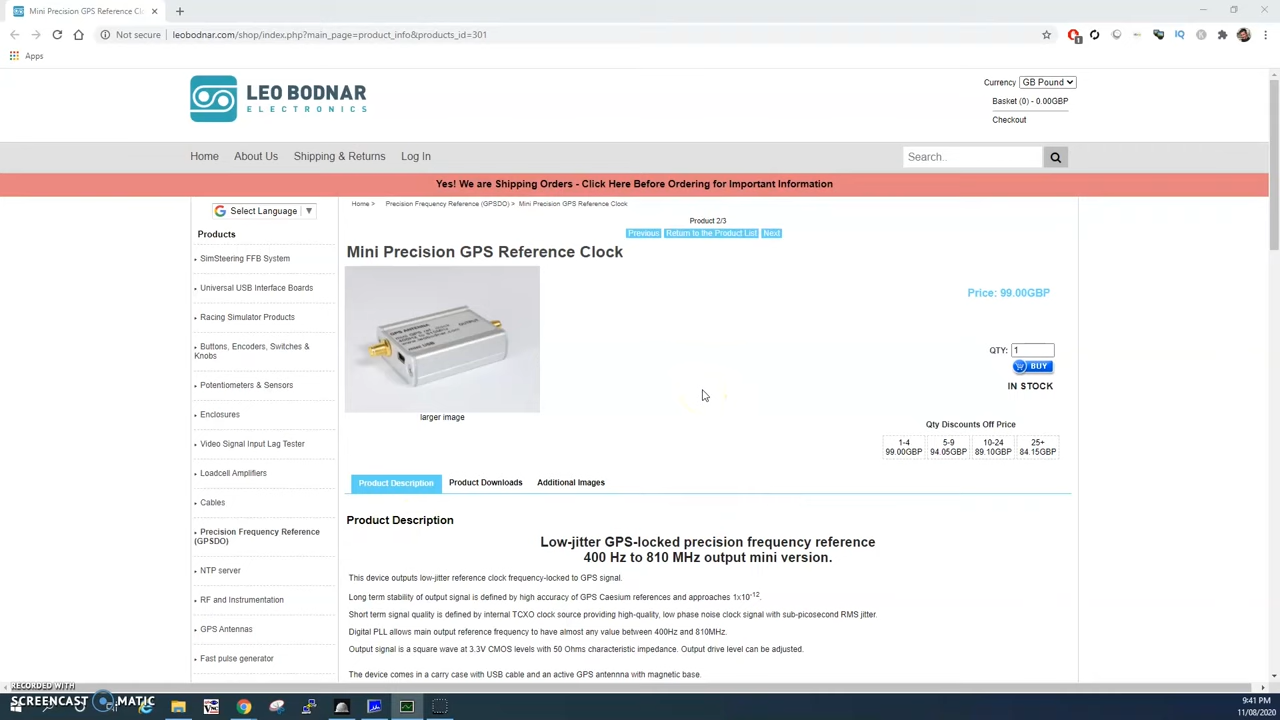 Mini Precision GPS Reference Cl
Not secure
leobodnar.com/shop/index.php?main_page=product_info&products_id=301
Apps
LEO BODNAR
ELECTRONICS
Currency GB Pound
Basket (0) - 0.00GBP
Checkout
Home About Us Shipping & Returns Log In
Search..
Yes! We are Shipping Orders - Click Here Before Ordering for Important Information
Select Language ▼
Home > Precision Frequency Reference (GPSDO) > Mini Precision GPS Reference Clock
Product 2/3
Previous Return to the Product List Next
Products
SimSteering FFB System
Universal USB Interface Boards
Racing Simulator Products
Buttons, Encoders, Switches &
Knobs
Potentiometers & Sensors
Enclosures
Video Signal Input Lag Tester
Loadcell Amplifiers
Cables
Precision Frequency Reference
(GPSDO)
NTP server
RF and Instrumentation
GPS Antennas
Fast pulse generator
Mini Precision GPS Reference Clock
GPS ANTENNA
OUTPUT
larger image
Price: 99.00GBP
QTY: 1
BUY
IN STOCK
Qty Discounts Off Price
1-4 5-9 10-24 25+
99.00GBP 94.05GBP 89.10GBP 84.15GBP
Product Description Product Downloads Additional Images
Product Description
Low-jitter GPS-locked precision frequency reference
400 Hz to 810 MHz output mini version.
This device outputs low-jitter reference clock frequency-locked to GPS signal.
Long term stability of output signal is defined by high accuracy of GPS Caesium references and approaches 1x10-12.
Short term signal quality is defined by internal TCXO clock source providing high-quality, low phase noise clock signal with sub-picosecond RMS jitter.
Digital PLL allows main output reference frequency to have almost any value between 400Hz and 810MHz.
Output signal is a square wave at 3.3V CMOS levels with 50 Ohms characteristic impedance. Output drive level can be adjusted.
The device comes in a carry case with USB cable and an active GPS antennna with magnetic base.
RECORDED WITH
SCREENCAST MATIC
9:41 PM
11/08/2020